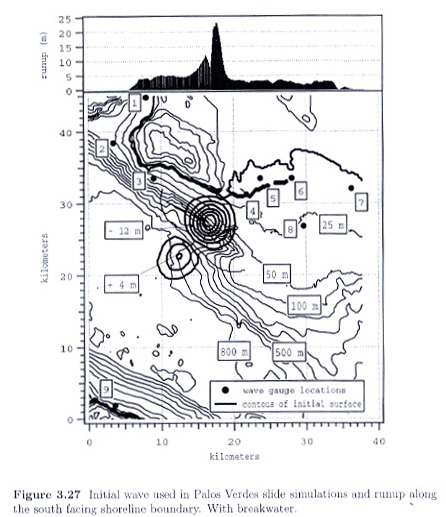 25
20
15
10
5
0
runup (m)
1
40
2
3
30
4
5
6
7
8
25 m
- 12 m
kilometers
20
50 m
+ 4 m
100 m
10
800 m
500 m
9
wave gauge locations
contous of initial surface
0
0
10
20
30
40
kilometers
Figure 3.27 Initial wave used in Palos Verdes slide simulations and runup along
the south facing shoreline boundary. With breakwater.